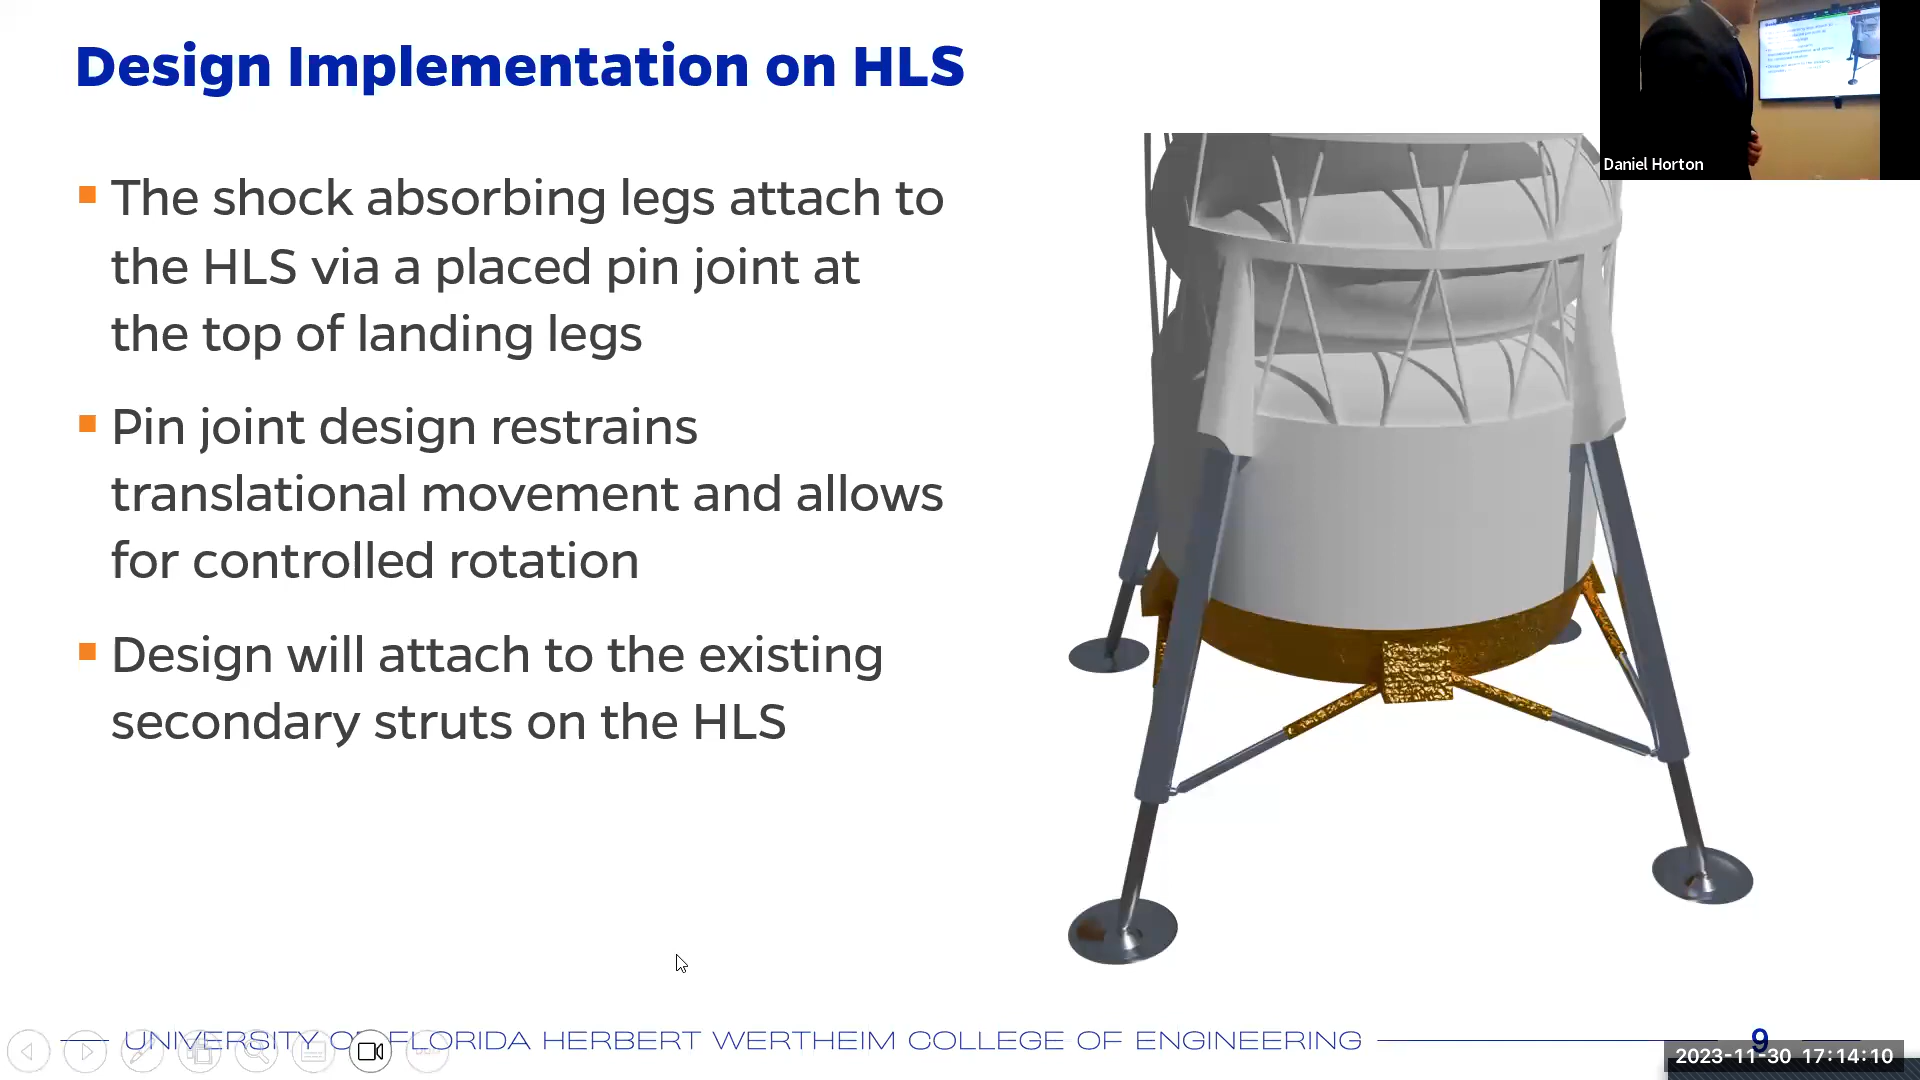 Design Implementation on HLS
Daniel Horton
The shock absorbing legs attach to
the HLS via a placed pin joint at
the top of landing legs
Pin joint design restrains
translational movement and allows
for controlled rotation
Design will attach to the existing
secondary struts on the HLS
UNIVERSITY OF FLORIDA HERBERT WERTHEIM COLLEGE OF ENGINEERING
9
2023-11-30 17:14:10